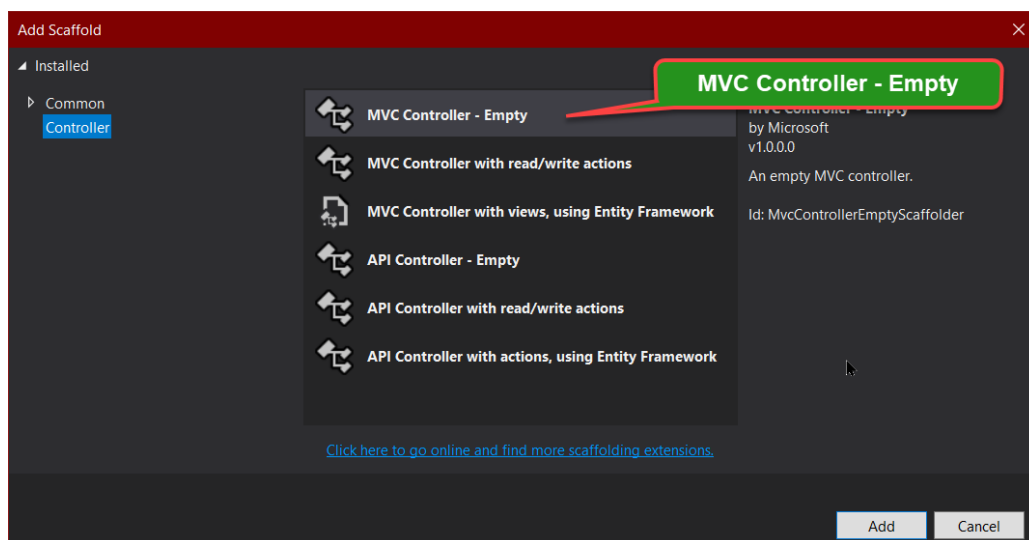 Add Scaffold
Installed
Common
Controller
MVC Controller - Empty
MVC Controller with read/write actions
MVC Controller with views, using Entity Framework
API Controller - Empty
API Controller with read/write actions
API Controller with actions, using Entity Framework
Click here to go online and find more scaffolding extensions.
MVC Controller - Empty
MVC Controller - Empty
by Microsoft
v1.0.0.0
An empty MVC controller.
Id: MvcControllerEmptyScaffolder
Add
Cancel